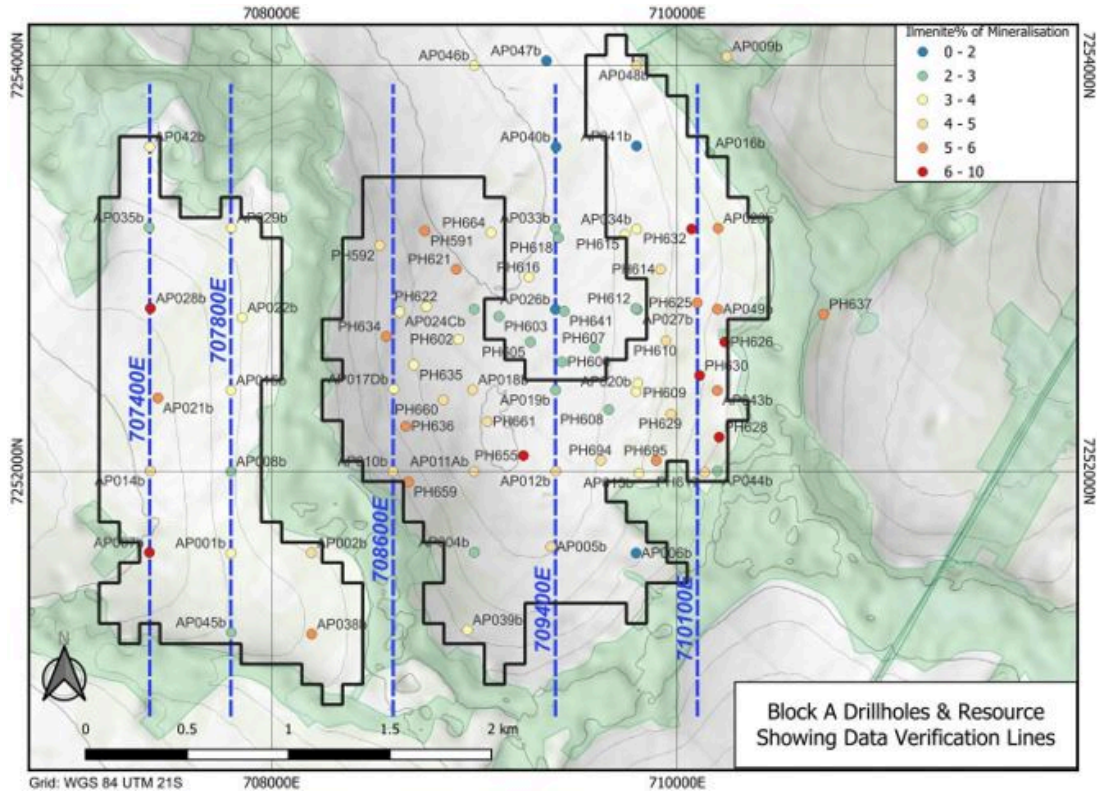 708000E
710000E
7254000N
7254000N
Ilmenite% of Mineralisation
0 - 2
2 - 3
3 - 4
4 - 5
5 - 6
6 - 10
AP047b
AP046b
AP009b
AP048b
AP042b
AP040b
AP041b
AP016b
AP035b
AP029b
PH664
AP033b
AP034b
PH632
PH591
PH618
PH615
PH592
PH621
PH616
PH614
AP028b
707800E
AP022b
PH622
AP026b
PH612
PH625
AP049b
PH637
AP024Cb
PH603
PH641
AP027b
PH634
PH602
PH605
PH607
PH610
PH626
707400E
PH635
PH630
AP017Db
AP018b
AP020b
AP021b
PH660
AP019b
PH609
AP043b
PH661
PH608
PH629
PH636
PH628
PH655
PH694
PH695
AP014b
AP008b
AP010b
AP011Ab
AP012b
AP044b
7252000N
7252000N
PH659
708600E
AP001b
AP002b
AP004b
AP005b
AP006b
709400E
710100E
AP045b
AP038b
AP039b
N
0
0.5
1
1.5
2 km
Block A Drillholes & Resource
Showing Data Verification Lines
Grid: WGS 84 UTM 21S
708000E
710000E